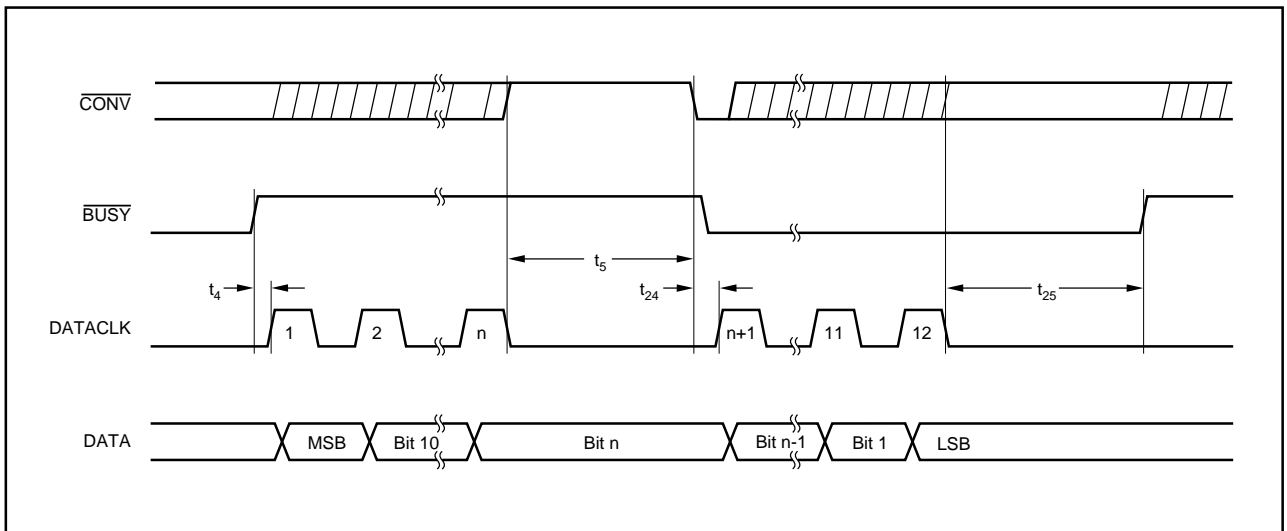 CONV
BUSY
t5
t4
t24
t25
DATACLK
1
2
n
n+1
11
12
DATA
MSB
Bit 10
Bit n
Bit n-1
Bit 1
LSB